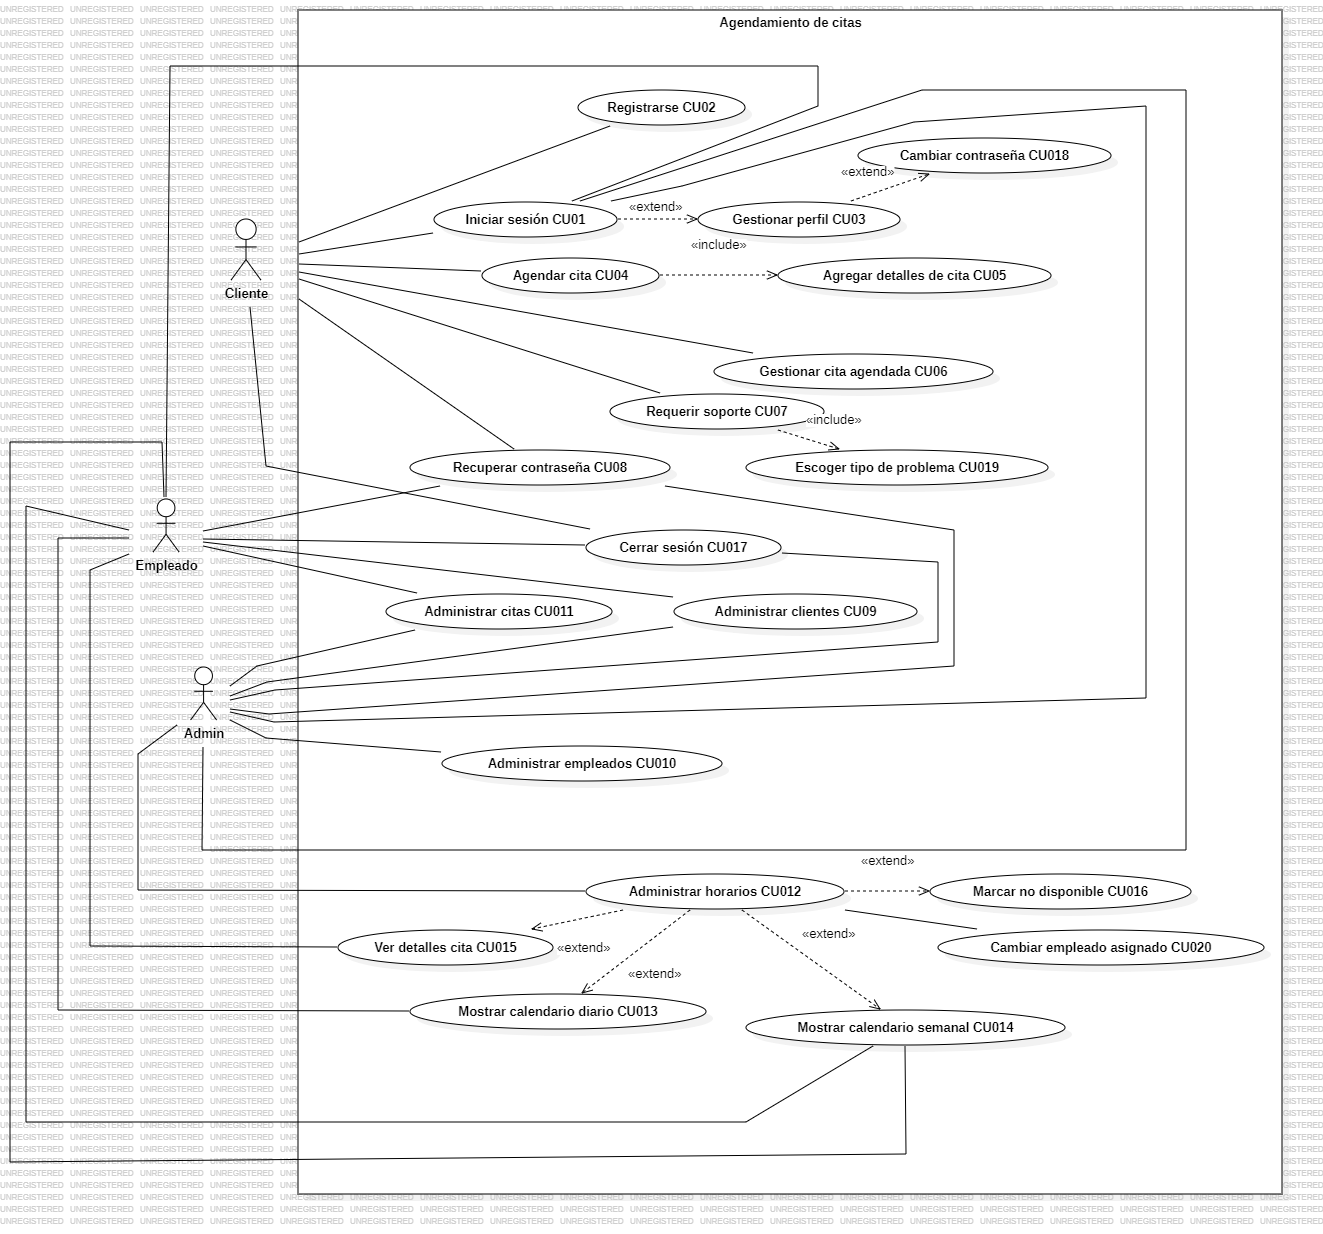 Agendamiento de citas
Registrarse CU02
Cambiar contraseña CU018
«extend»
Iniciar sesión CU01
«extend»
Gestionar perfil CU03
«include»
Agendar cita CU04
Agregar detalles de cita CU05
Cliente
Gestionar cita agendada CU06
Requerir soporte CU07
«include»
Recuperar contraseña CU08
Escoger tipo de problema CU019
Cerrar sesión CU017
Empleado
Administrar citas CU011
Administrar clientes CU09
Admin
Administrar empleados CU010
«extend»
Administrar horarios CU012
Marcar no disponible CU016
«extend»
Ver detalles cita CU015
«extend»
Cambiar empleado asignado CU020
«extend»
Mostrar calendario diario CU013
Mostrar calendario semanal CU014
UNREGISTERED